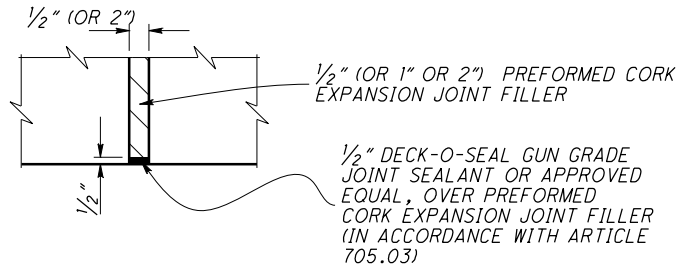 ½" (OR 2")
½" (OR 1" OR 2") PREFORMED CORK
EXPANSION JOINT FILLER
½" DECK-O-SEAL GUN GRADE
JOINT SEALANT OR APPROVED
EQUAL, OVER PREFORMED
CORK EXPANSION JOINT FILLER
(IN ACCORDANCE WITH ARTICLE
705.03)
½"